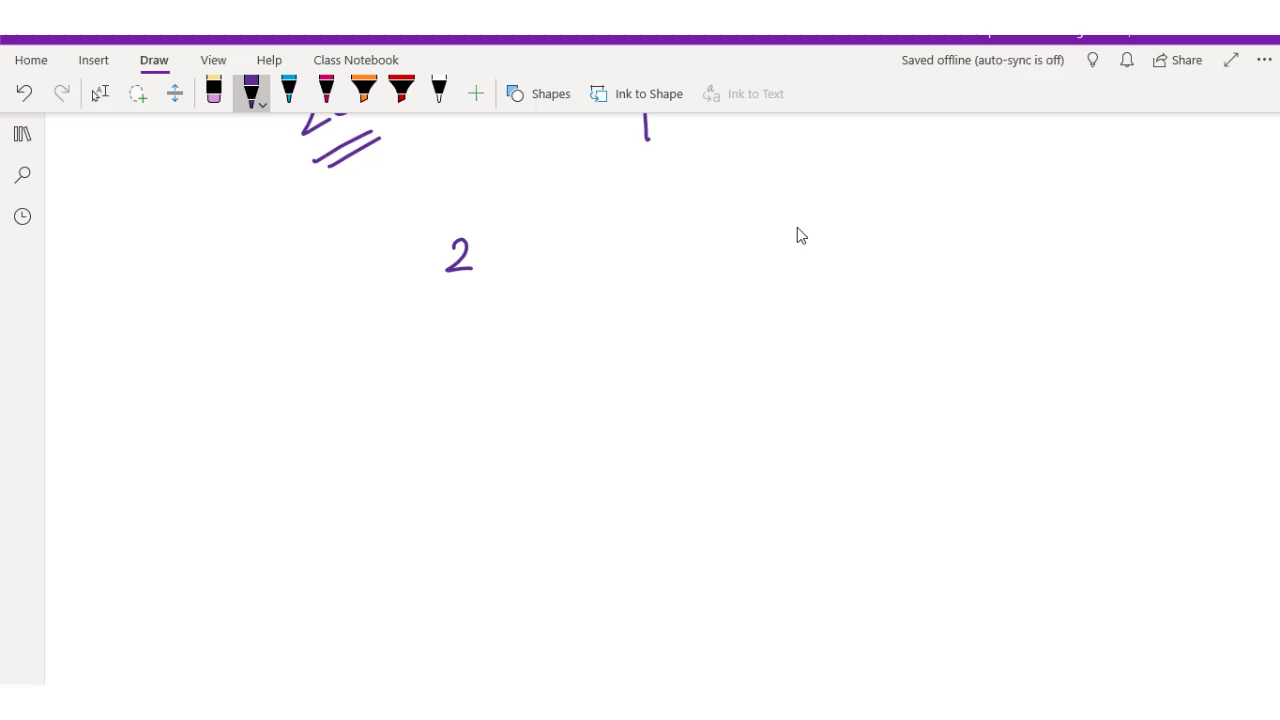 Home Insert Draw View Help Class Notebook Saved offline (auto-sync is off) Share
Shapes Ink to Shape Ink to Text
2